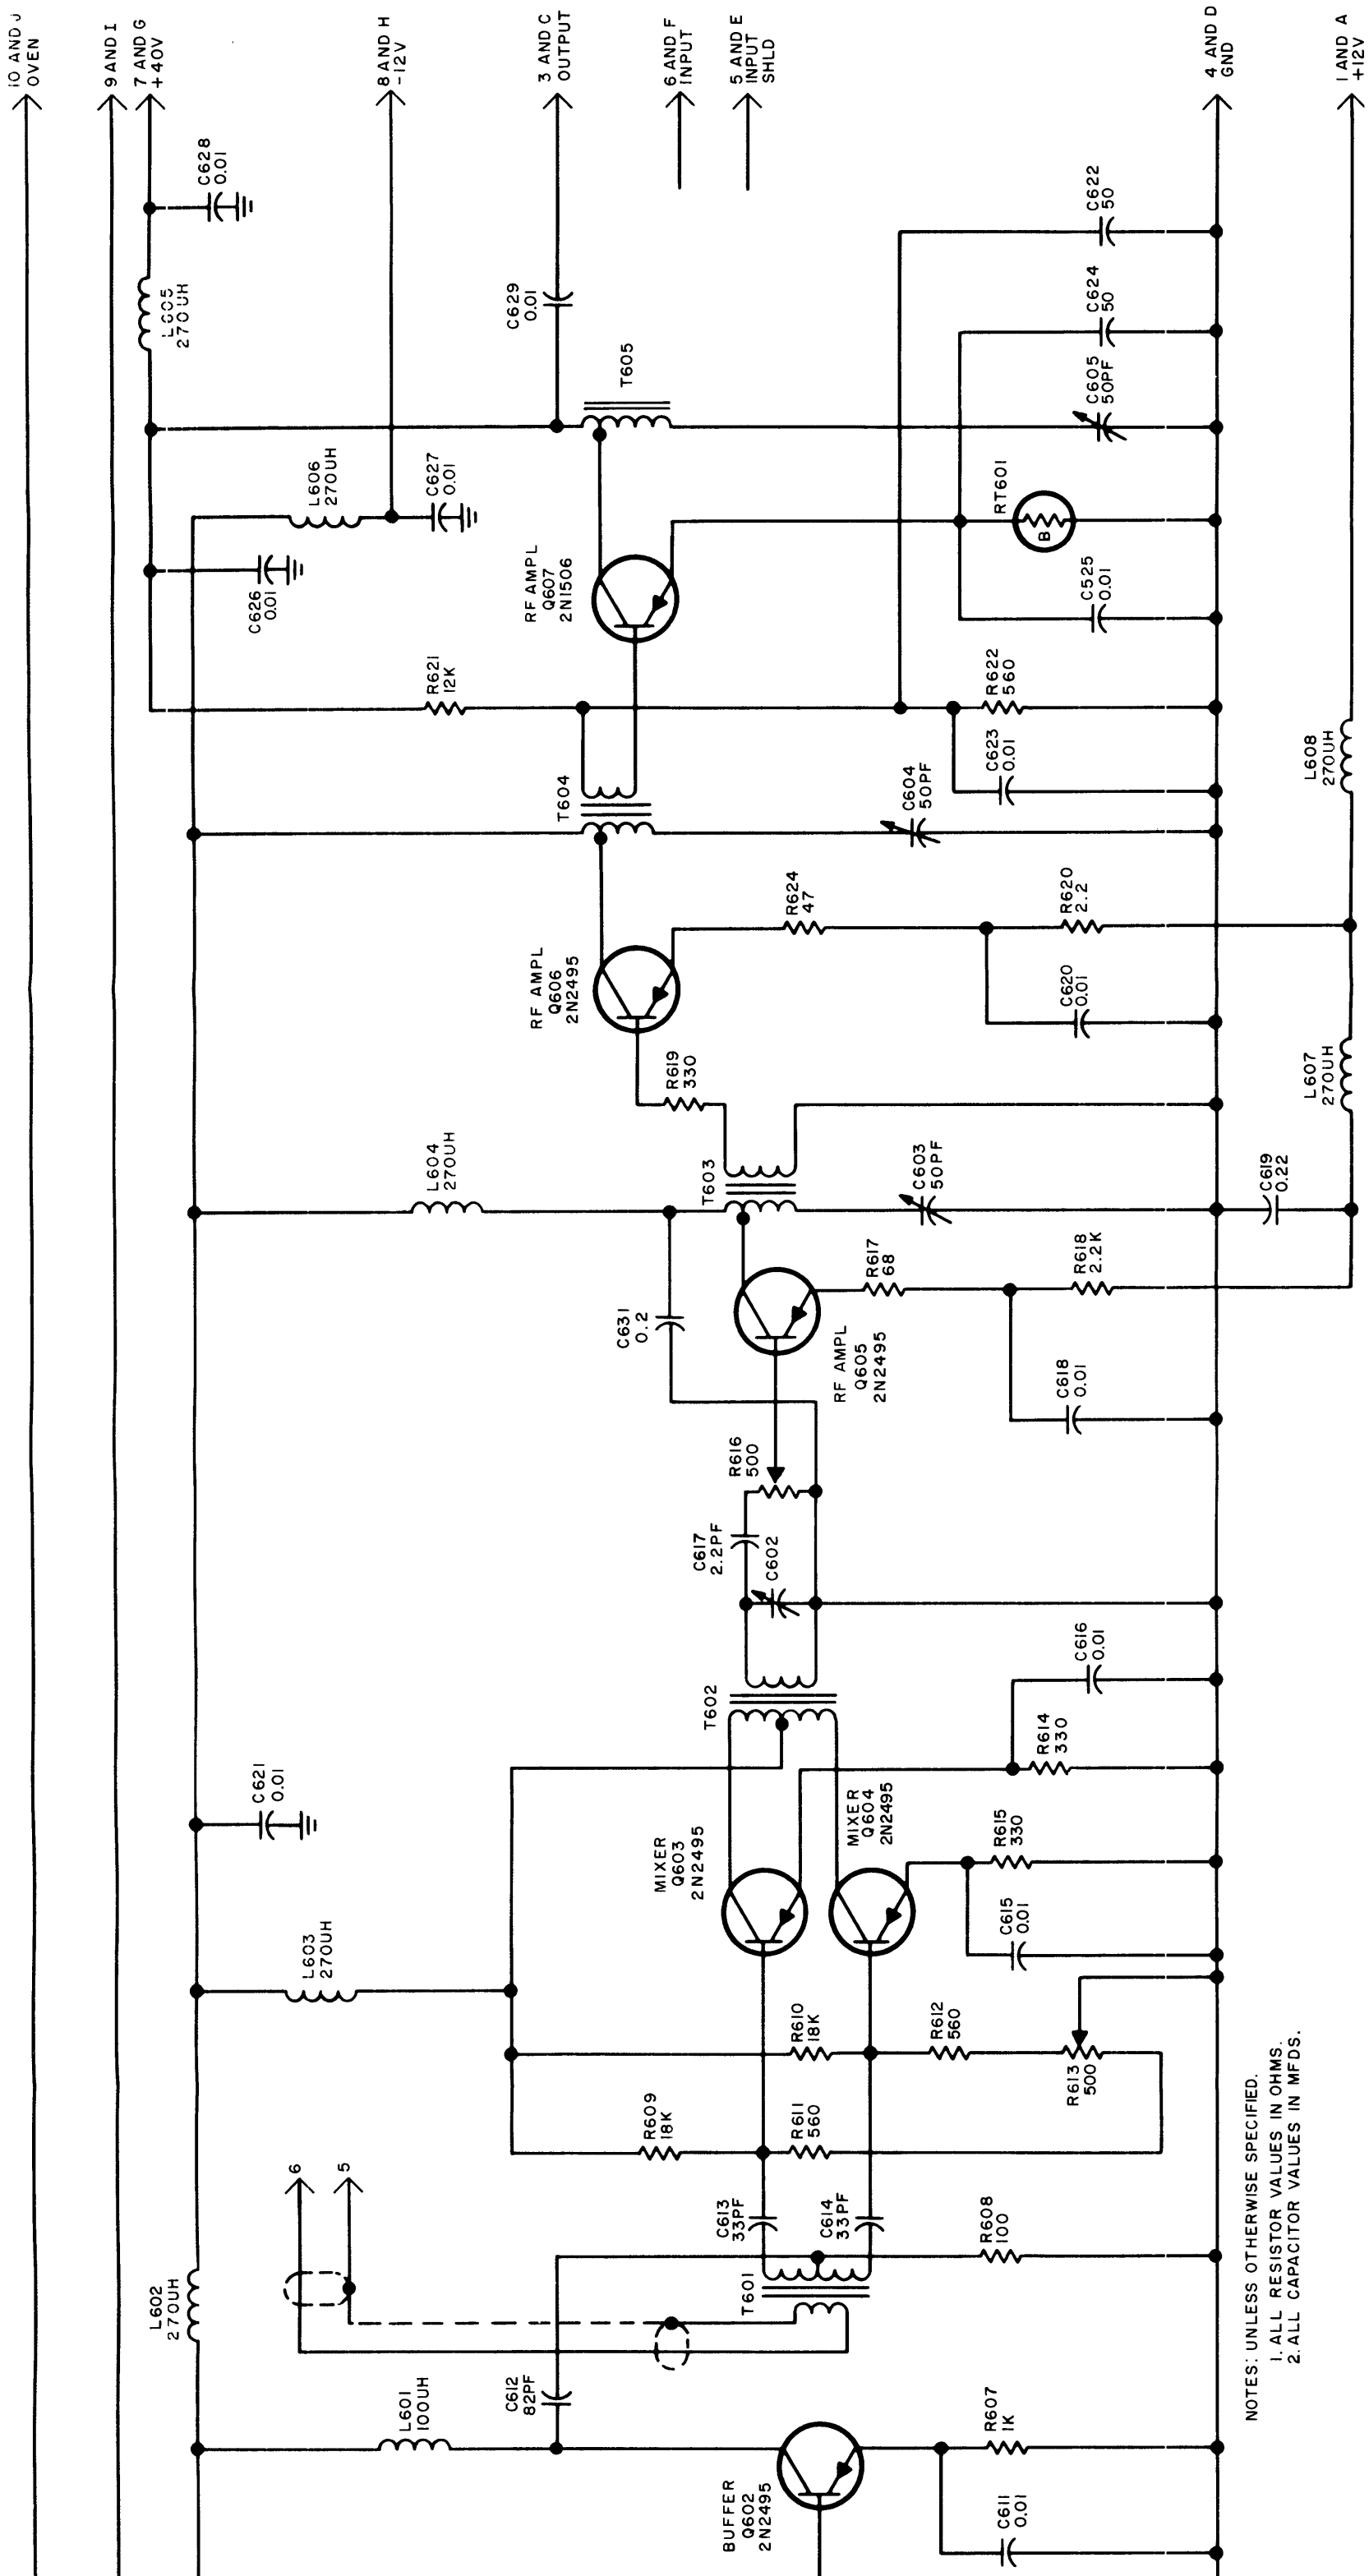 10 AND J
OVEN
9 AND I
7 AND G
+40V
8 AND H
-12V
3 AND C
OUTPUT
6 AND F
INPUT
5 AND E
INPUT
SHLD
4 AND D
GND
1 AND A
+12V
C628
0.01
L605
270UH
C629
0.01
T605
C622
50
C624
50
C605
50PF
L606
270UH
C627
0.01
C626
0.01
RF AMPL
Q607
2N1506
RT601
B
C525
0.01
R621
12K
R622
560
C623
0.01
T604
C604
50PF
L608
270UH
RF AMPL
Q606
2N2495
R624
47
R620
2.2
C620
0.01
R619
330
L607
270UH
L604
270UH
T603
C603
50PF
C619
0.22
C631
0.2
RF AMPL
Q605
2N2495
R617
68
R618
2.2K
C618
0.01
R616
500
C617
2.2PF
C602
T602
C616
0.01
R614
330
C621
0.01
MIXER
Q603
2N2495
MIXER
Q604
2N2495
R615
330
C615
0.01
L603
270UH
R610
18K
R612
560
R613
500
R609
18K
R611
560
6
5
C613
33PF
C614
33PF
R608
100
L602
270UH
T601
C612
82PF
L601
100UH
BUFFER
Q602
2N2495
R607
1K
C611
0.01
NOTES: UNLESS OTHERWISE SPECIFIED.
1. ALL RESISTOR VALUES IN OHMS.
2. ALL CAPACITOR VALUES IN MFDS.